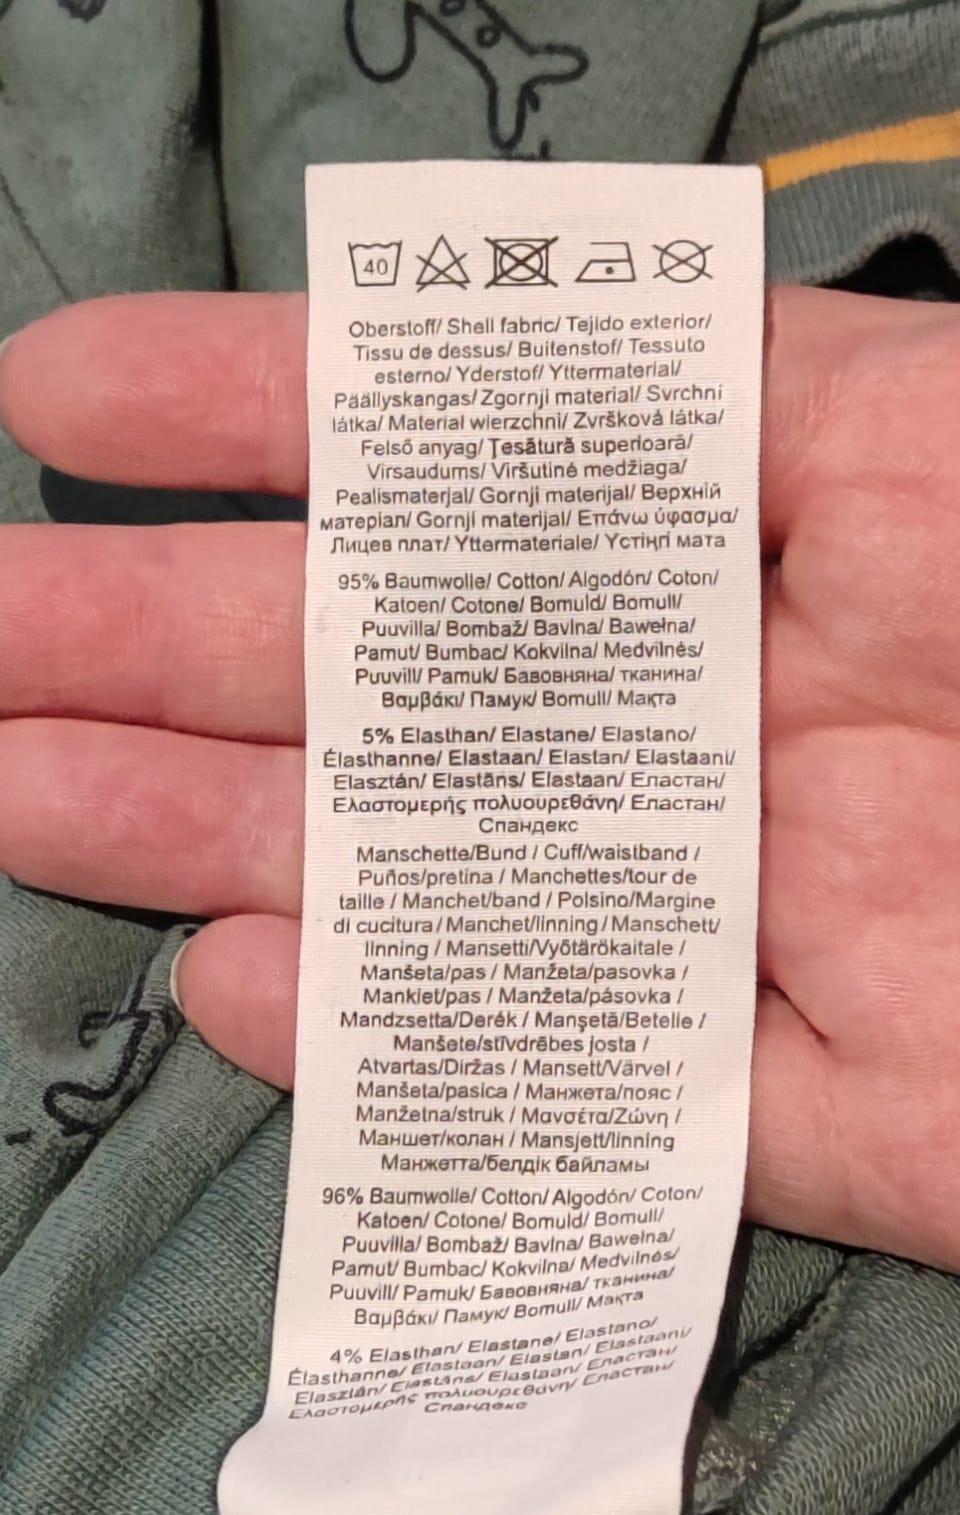 40
Oberstoff/ Shell fabric/ Tejido exterior/
Tissu de dessus/ Buitenstof/ Tessuto
esterno/ Yderstof/ Yttermaterial/
Päällyskangas/ Zgornji material/ Svrchní
látka/ Materiał wierzchni/ Zvršková látka/
Felső anyag/ Ţesătură superioară/
Virsaudums/ Viršutinė medžiaga/
Pealismaterjal/ Gornji materijal/ Верхній
матеріал/ Gornji materijal/ Επάνω ύφασμα/
Лицев плат/ Yttermateriale/ Үстіңгі мата
95% Baumwolle/ Cotton/ Algodón/ Coton/
Katoen/ Cotone/ Bomuld/ Bomull/
Puuvilla/ Bombaž/ Bavlna/ Bawełna/
Pamut/ Bumbac/ Kokvilna/ Medvilnės/
Puuvill/ Pamuk/ Бавовняна/ тканина/
Βαμβάκι/ Памук/ Bomull/ Мақта
5% Elasthan/ Elastane/ Elastano/
Élasthanne/ Elastaan/ Elastan/ Elastaani/
Elasztán/ Elastāns/ Elastaan/ Еластан/
Ελαστομερής πολυουρεθάνη/ Еластан/
Спандекс
Manschette/Bund / Cuff/waistband /
Puños/pretina / Manchettes/tour de
taille / Manchet/band / Polsino/Margine
di cucitura / Manchet/linning / Manschett/
linning / Mansetti/Vyötärökaitale /
Manšeta/pas / Manžeta/pasovka /
Mankiet/pas / Manžeta/pásovka /
Mandzsetta/Derék / Manşetă/Betelie /
Manšete/stīvdrēbes josta /
Atvartas/Diržas / Mansett/Värvel /
Manšeta/pasica / Манжета/пояс /
Manžetna/struk / Μανσέτα/Ζώνη /
Маншет/колан / Mansjett/linning
Манжетта/белдік байламы
96% Baumwolle/ Cotton/ Algodón/ Coton/
Katoen/ Cotone/ Bomuld/ Bomull/
Puuvilla/ Bombaž/ Bavlna/ Bawełna/
Pamut/ Bumbac/ Kokvilna/ Medvilnės/
Puuvill/ Pamuk/ Бавовняна/ тканина/
Βαμβάκι/ Памук/ Bomull/ Мақта
4% Elasthan/ Elastane/ Elastano/
Élasthanne/ Elastaan/ Elastan/ Elastaani/
Elasztán/ Elastāns/ Elastaan/ Еластан/
Ελαστομερής πολυουρεθάνη/ Еластан/
Спандекс